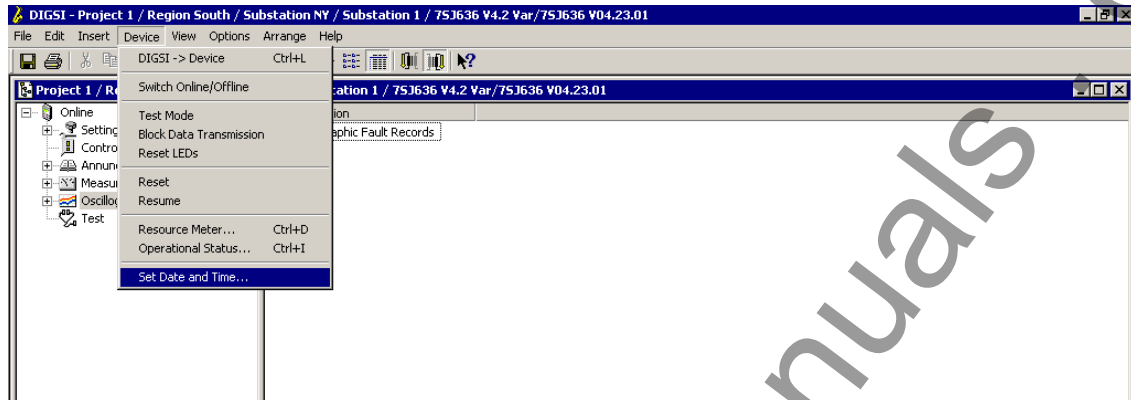 DIGSI - Project 1 / Region South / Substation NY / Substation 1 / 7SJ636 V4.2 Var/7SJ636 V04.23.01
File Edit Insert Device View Options Arrange Help
DIGSI -> Device Ctrl+L
Project 1 / Re
tation 1 / 7SJ636 V4.2 Var/7SJ636 V04.23.01
Switch Online/Offline
Online
ion
Test Mode
Setting
Block Data Transmission
aphic Fault Records
Contro
Reset LEDs
Annun
Measur
Reset
Oscillog
Resume
Test
Resource Meter... Ctrl+D
Operational Status... Ctrl+I
Set Date and Time...
nuals